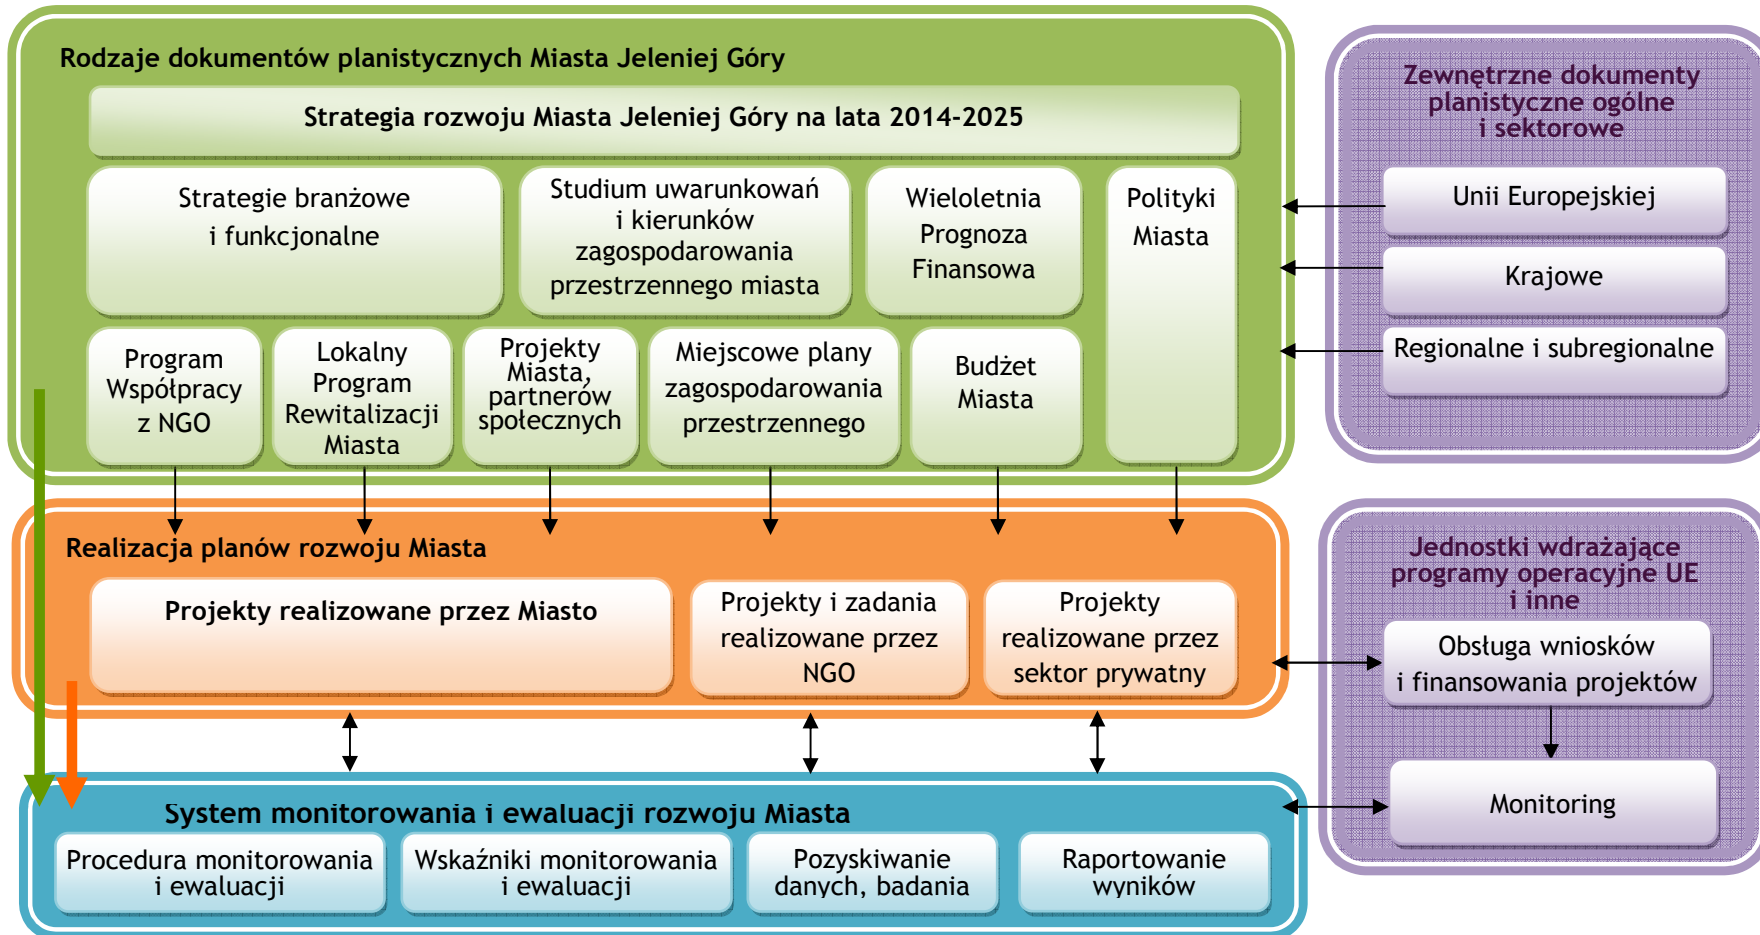 Rodzaje dokumentów planistycznych Miasta Jeleniej Góry
Strategia rozwoju Miasta Jeleniej Góry na lata 2014-2025
Strategie branżowe
i funkcjonalne
Studium uwarunkowań
i kierunków
zagospodarowania
przestrzennego miasta
Wieloletnia
Prognoza
Finansowa
Polityki
Miasta
Program
Współpracy
z NGO
Lokalny
Program
Rewitalizacji
Miasta
Projekty
Miasta,
partnerów
społecznych
Miejscowe plany
zagospodarowania
przestrzennego
Budżet
Miasta
Zewnętrzne dokumenty
planistyczne ogólne
i sektorowe
Unii Europejskiej
Krajowe
Regionalne i subregionalne
Realizacja planów rozwoju Miasta
Projekty realizowane przez Miasto
Projekty i zadania
realizowane przez
NGO
Projekty
realizowane przez
sektor prywatny
Jednostki wdrażające
programy operacyjne UE
i inne
Obsługa wniosków
i finansowania projektów
Monitoring
System monitorowania i ewaluacji rozwoju Miasta
Procedura monitorowania
i ewaluacji
Wskaźniki monitorowania
i ewaluacji
Pozyskiwanie
danych, badania
Raportowanie
wyników